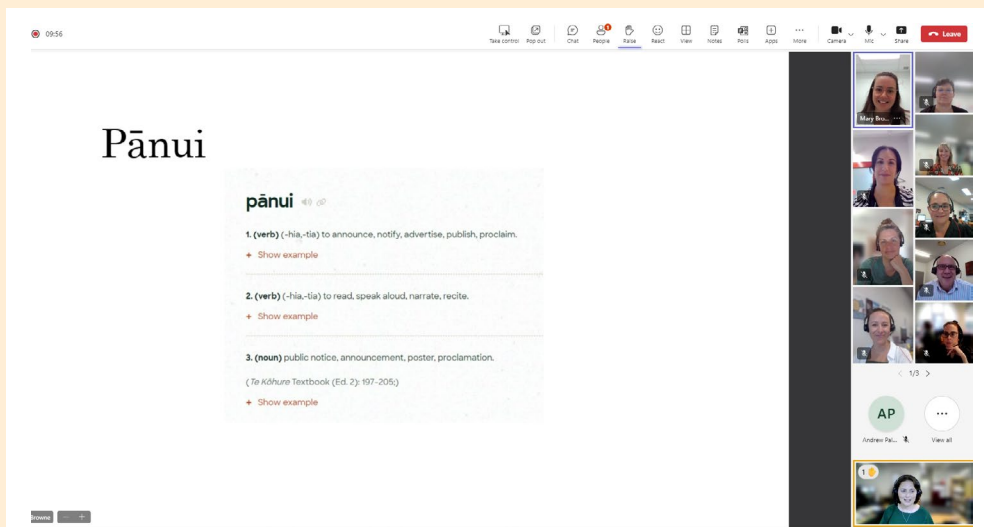 09:56
Take control Pop out Chat People Raise React View Notes Polls Apps More Camera Mic Share Leave
Pānui
pānui
1. (verb) (-hia,-tia) to announce, notify, advertise, publish, proclaim.
+ Show example
2. (verb) (-hia,-tia) to read, speak aloud, narrate, recite.
+ Show example
3. (noun) public notice, announcement, poster, proclamation.
(Te Kōhure Textbook (Ed. 2): 197-205;)
+ Show example
Mary Bro... ...
< 1/3 >
AP
...
Andrew Pal...
View all
1
Browne
- +